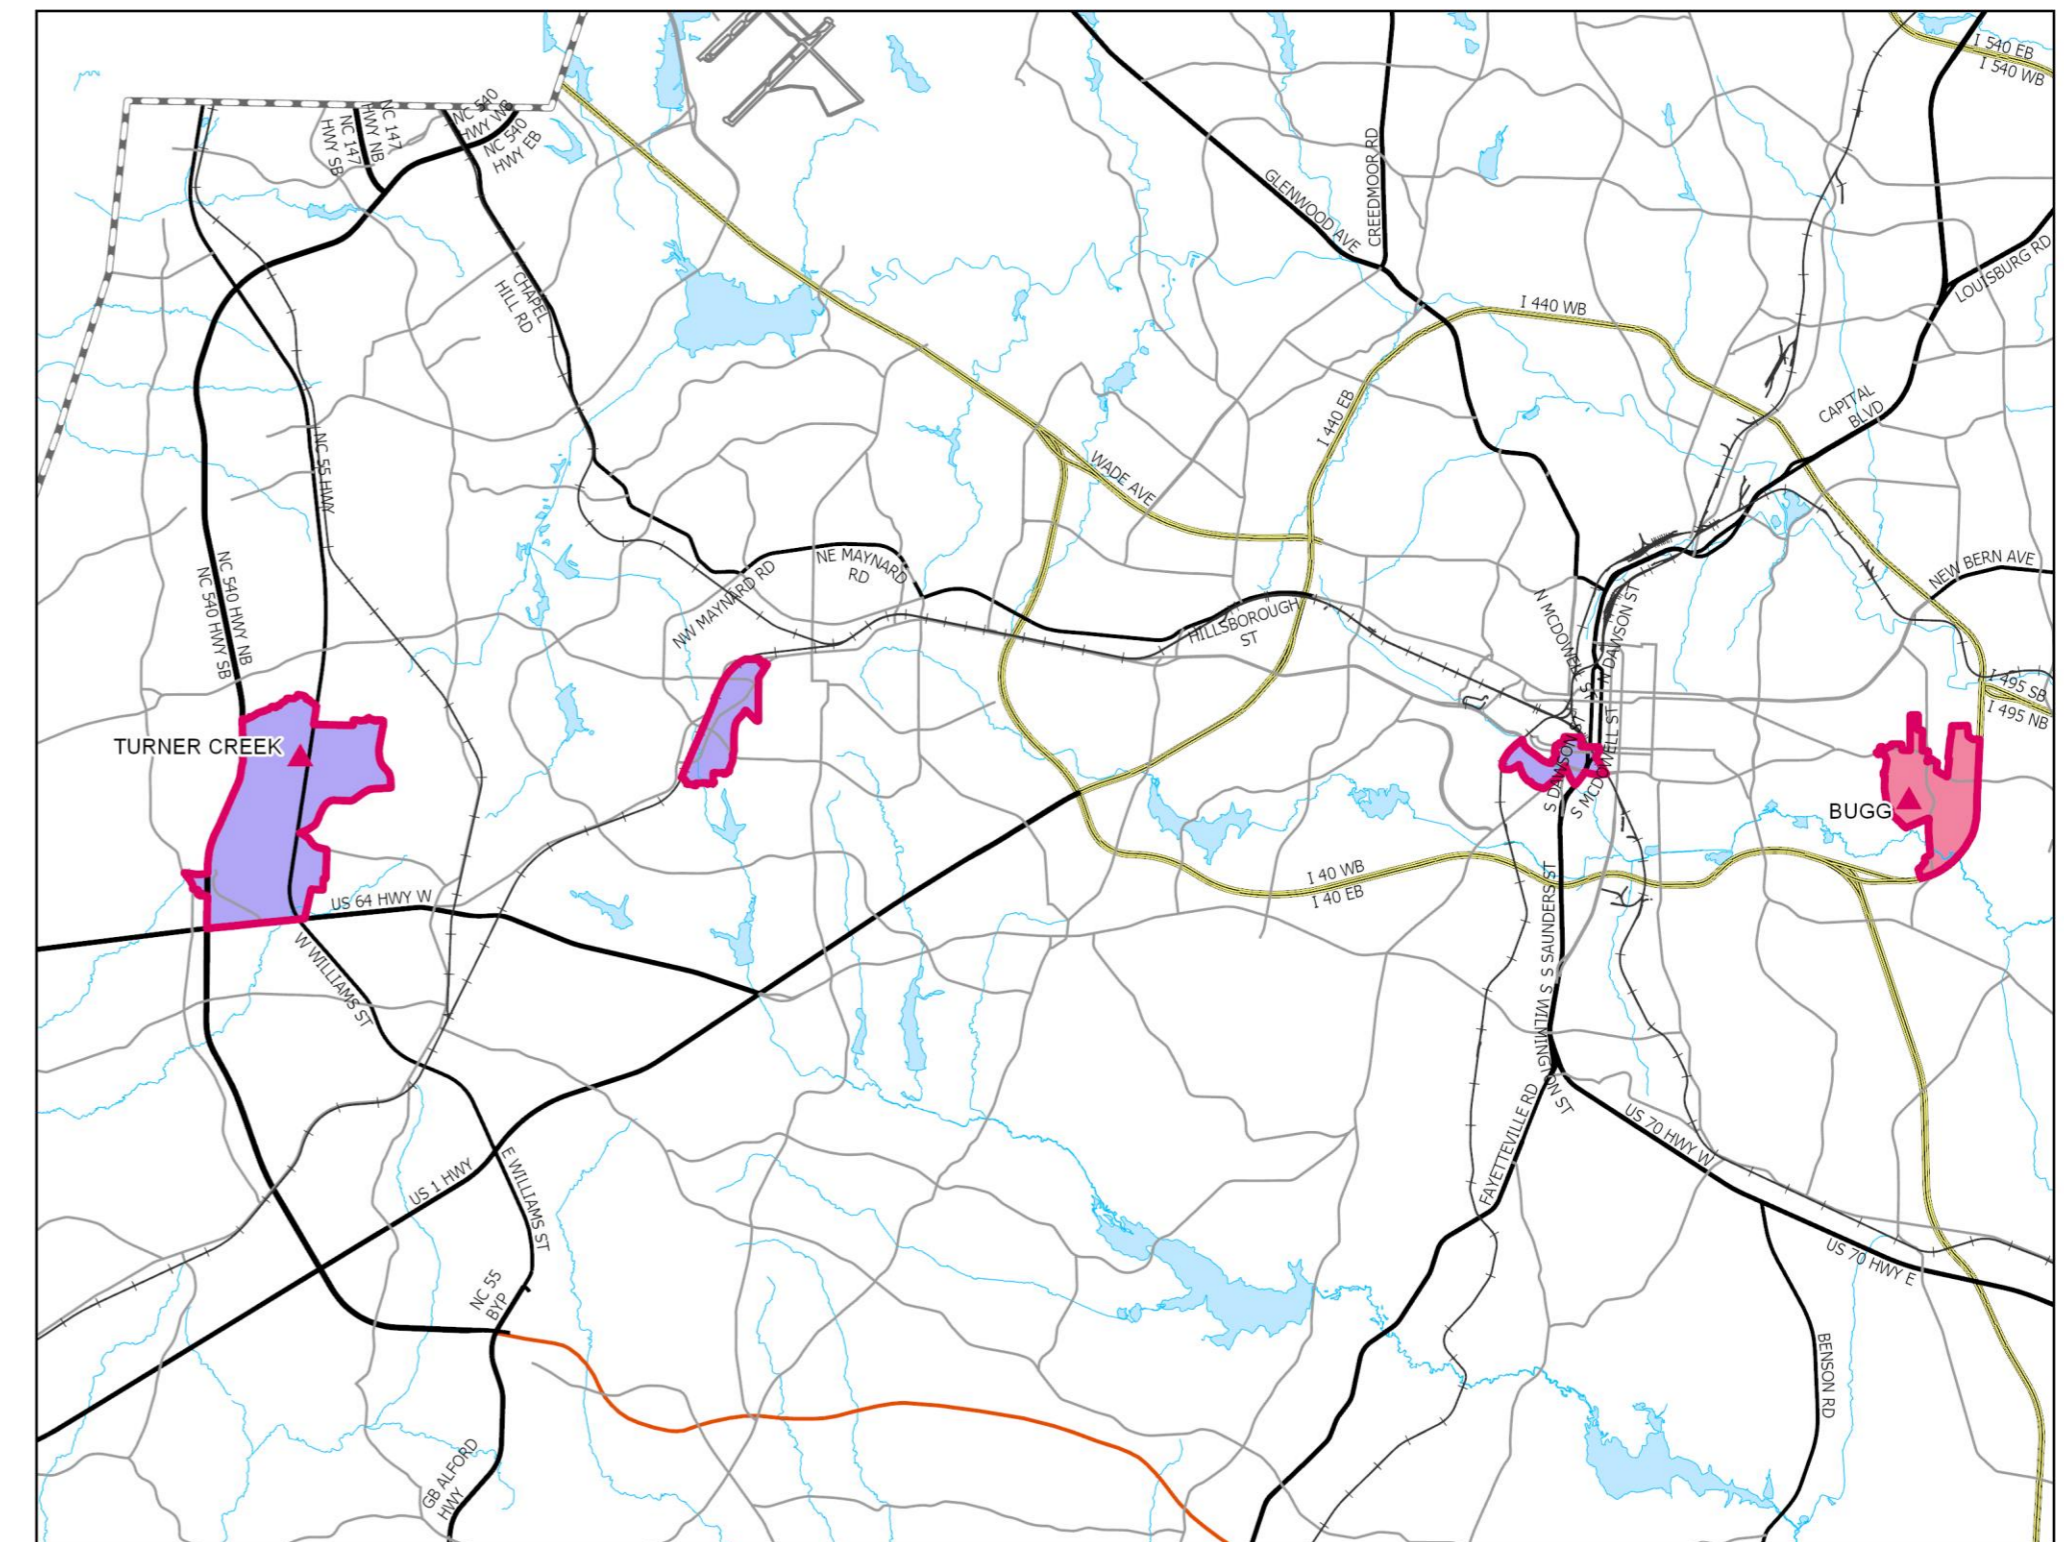 I 540 EB
I 540 WB
NC 540
HWY WB
NC 540
HWY EB
NC 147
HWY NB
NC 147
HWY SB
CREEDMOOR RD
GLENWOOD AVE
LOUISBURG RD
CHAPEL
HILL RD
I 440 WB
I 440 EB
CAPITAL
BLVD
NC 55 HWY
WADE AVE
NE MAYNARD
RD
NW MAYNARD RD
NC 540 HWY NB
NC 540 HWY SB
NEW BERN AVE
HILLSBOROUGH
ST
N MCDOWELL ST
N DAWSON ST
I 495 SB
I 495 NB
TURNER CREEK
S DAWSON ST
S MCDOWELL ST
BUGG
I 40 WB
I 40 EB
US 64 HWY W
W WILLIAMS ST
S SAUNDERS ST
S WILMINGTON ST
FAYETTEVILLE RD
US 70 HWY W
US 1 HWY
E WILLIAMS ST
US 70 HWY E
NC 55
BYP
BENSON RD
GB ALFORD
HWY